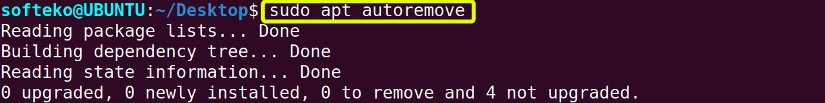 softeko@UBUNTU:~/Desktop$ sudo apt autoremove
Reading package lists... Done
Building dependency tree... Done
Reading state information... Done
0 upgraded, 0 newly installed, 0 to remove and 4 not upgraded.